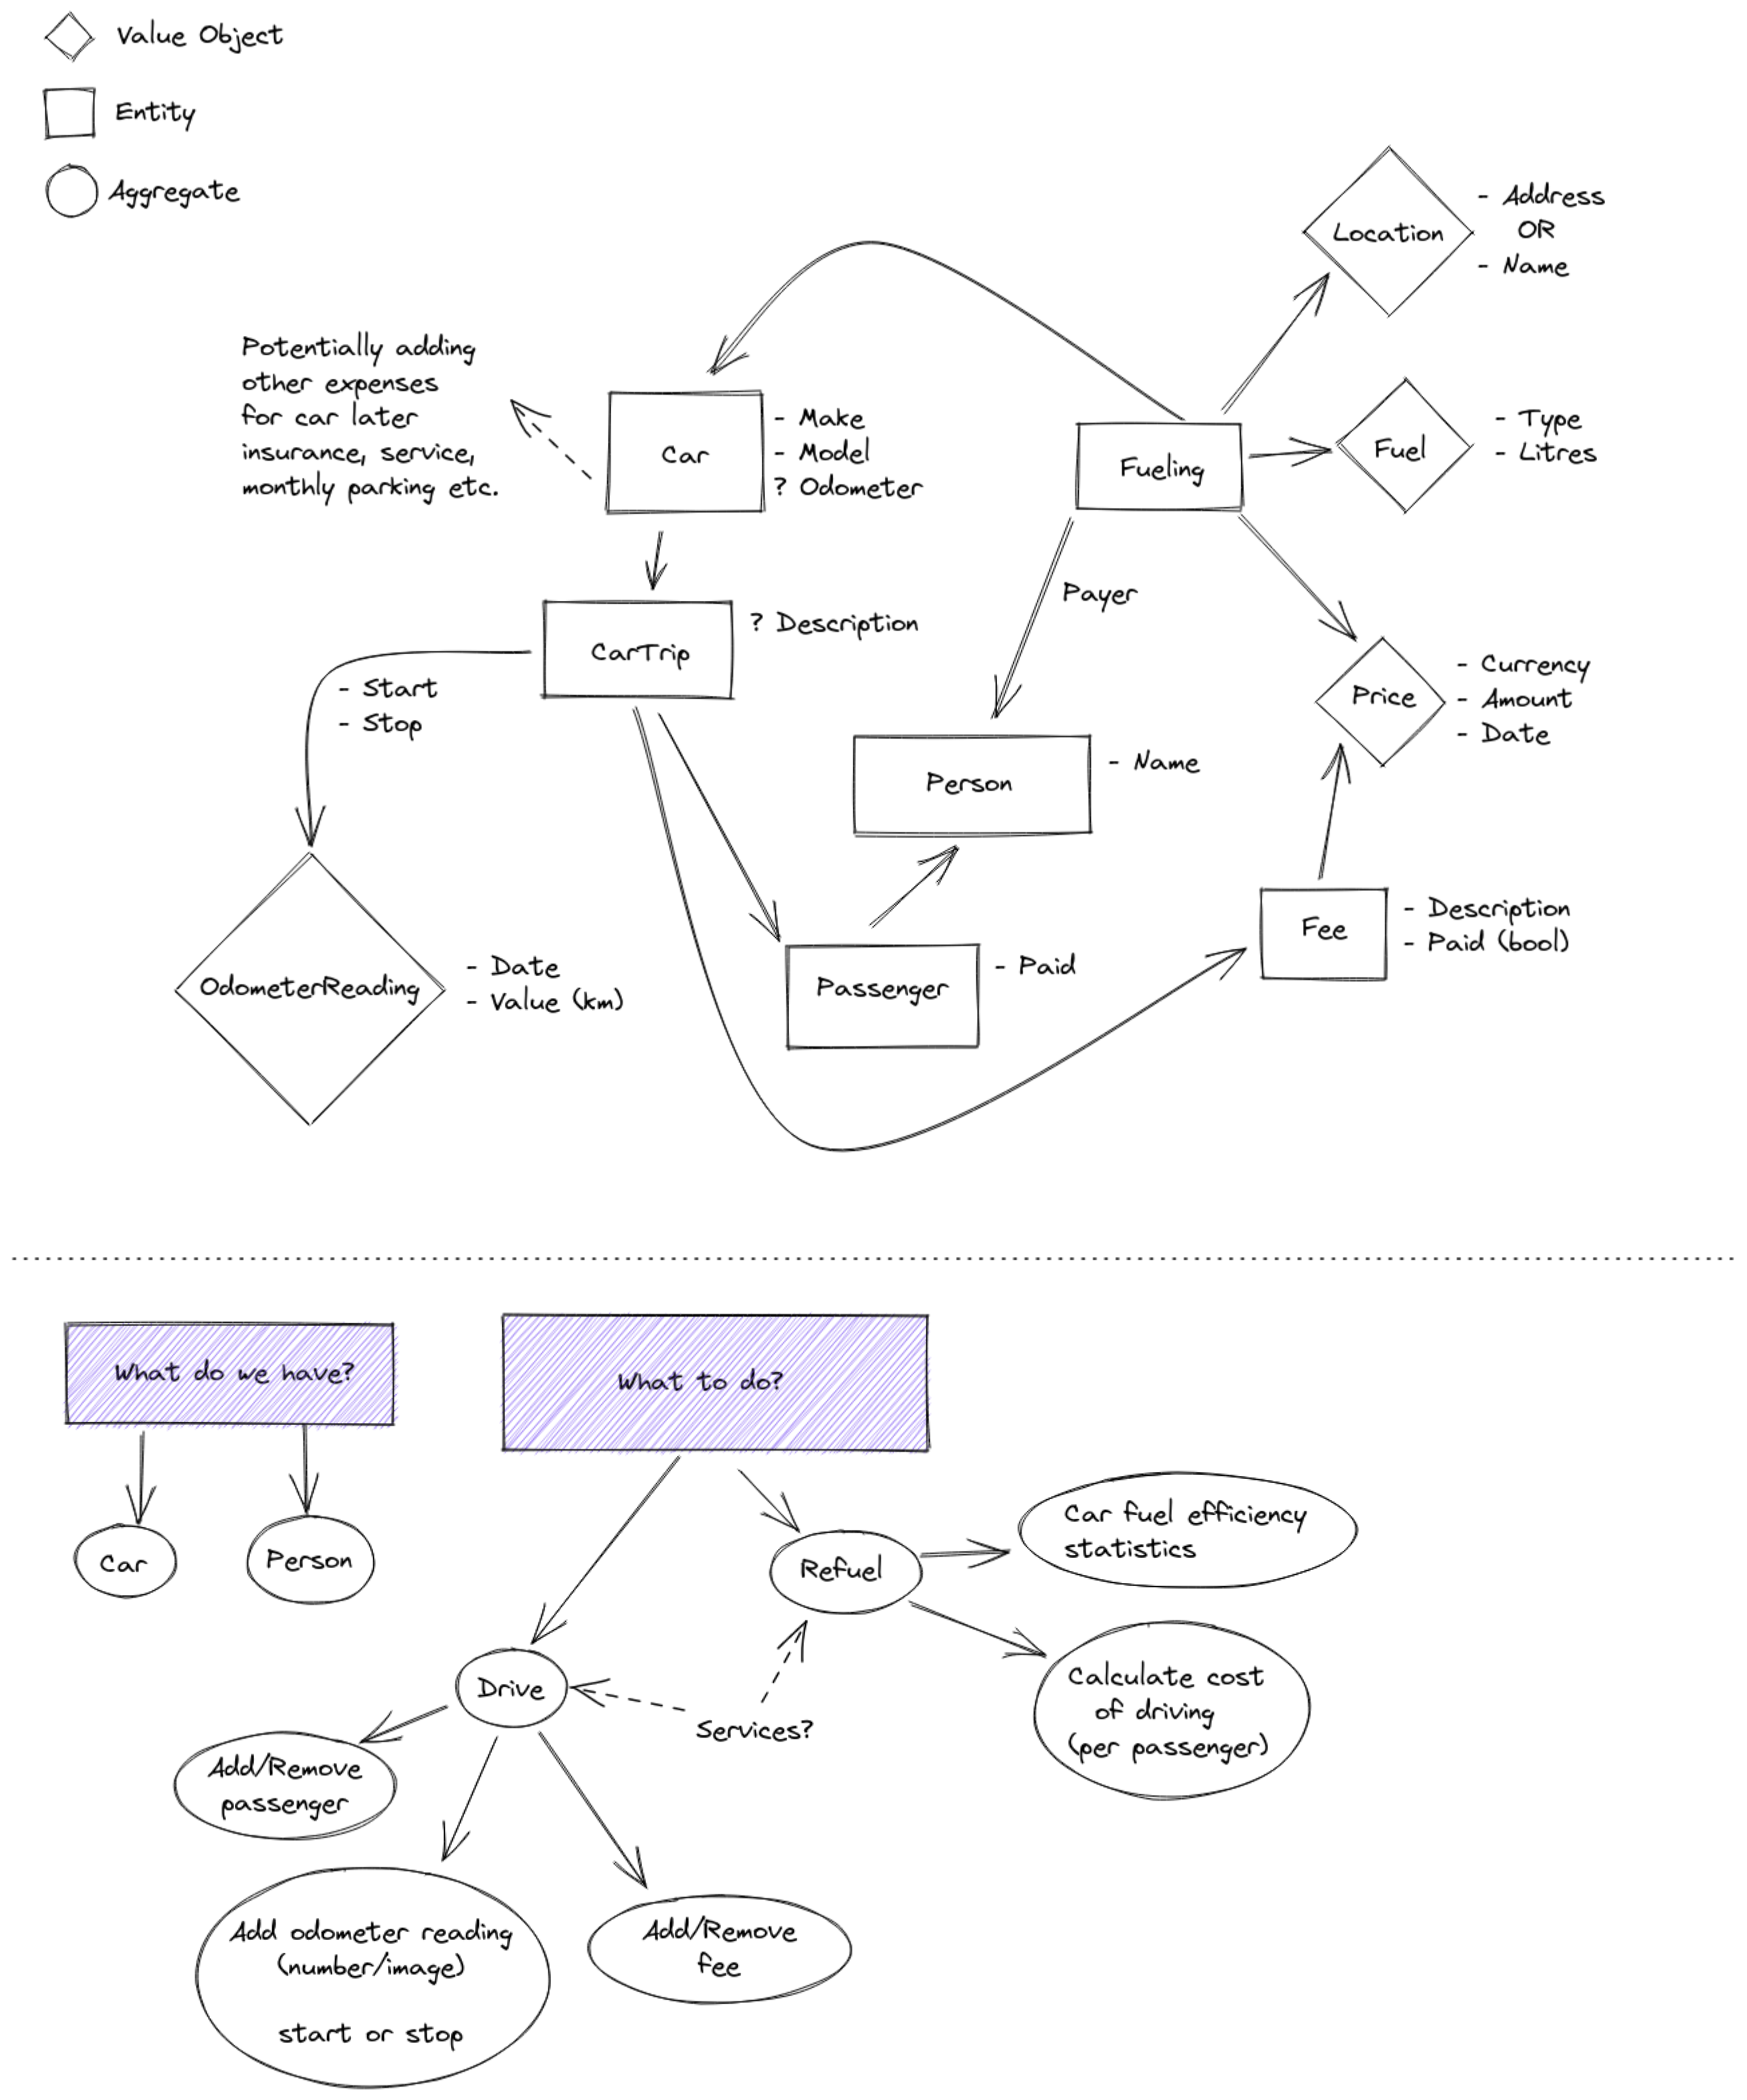 Value Object
Entity
Aggregate
Location
- Address
OR
- Name
Potentially adding
other expenses
for car later
insurance, service,
monthly parking etc.
Car
- Make
- Model
? Odometer
Fueling
Fuel
- Type
- Litres
Payer
CarTrip
? Description
- Start
- Stop
Person
- Name
Price
- Currency
- Amount
- Date
OdometerReading
- Date
- Value (km)
Passenger
- Paid
Fee
- Description
- Paid (bool)
What do we have?
What to do?
Car
Person
Refuel
Car fuel efficiency
statistics
Drive
Services?
Calculate cost
of driving
(per passenger)
Add/Remove
passenger
Add odometer reading
(number/image)
start or stop
Add/Remove
fee